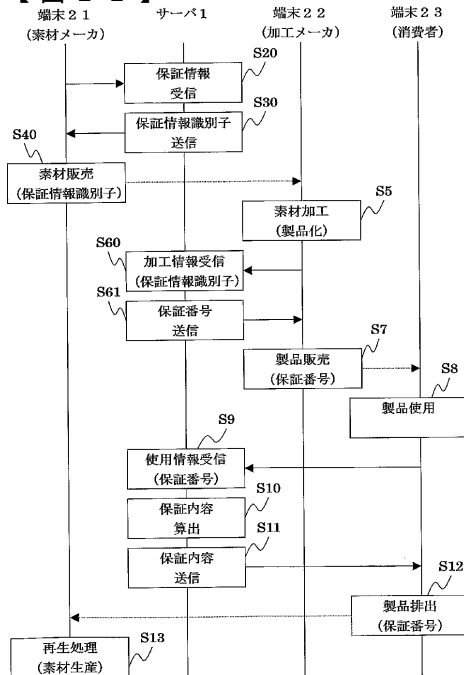 端末２１
(素材メーカ)
サーバ１
端末２２
(加工メーカ)
端末２３
(消費者)
S20
保証情報
受信
S30
保証情報識別子
送信
S40
素材販売
(保証情報識別子)
S5
素材加工
(製品化)
S60
加工情報受信
(保証情報識別子)
S61
保証番号
送信
S7
製品販売
(保証番号)
S8
製品使用
S9
使用情報受信
(保証番号)
S10
保証内容
算出
S11
保証内容
送信
S12
製品排出
(保証番号)
S13
再生処理
(素材生産)